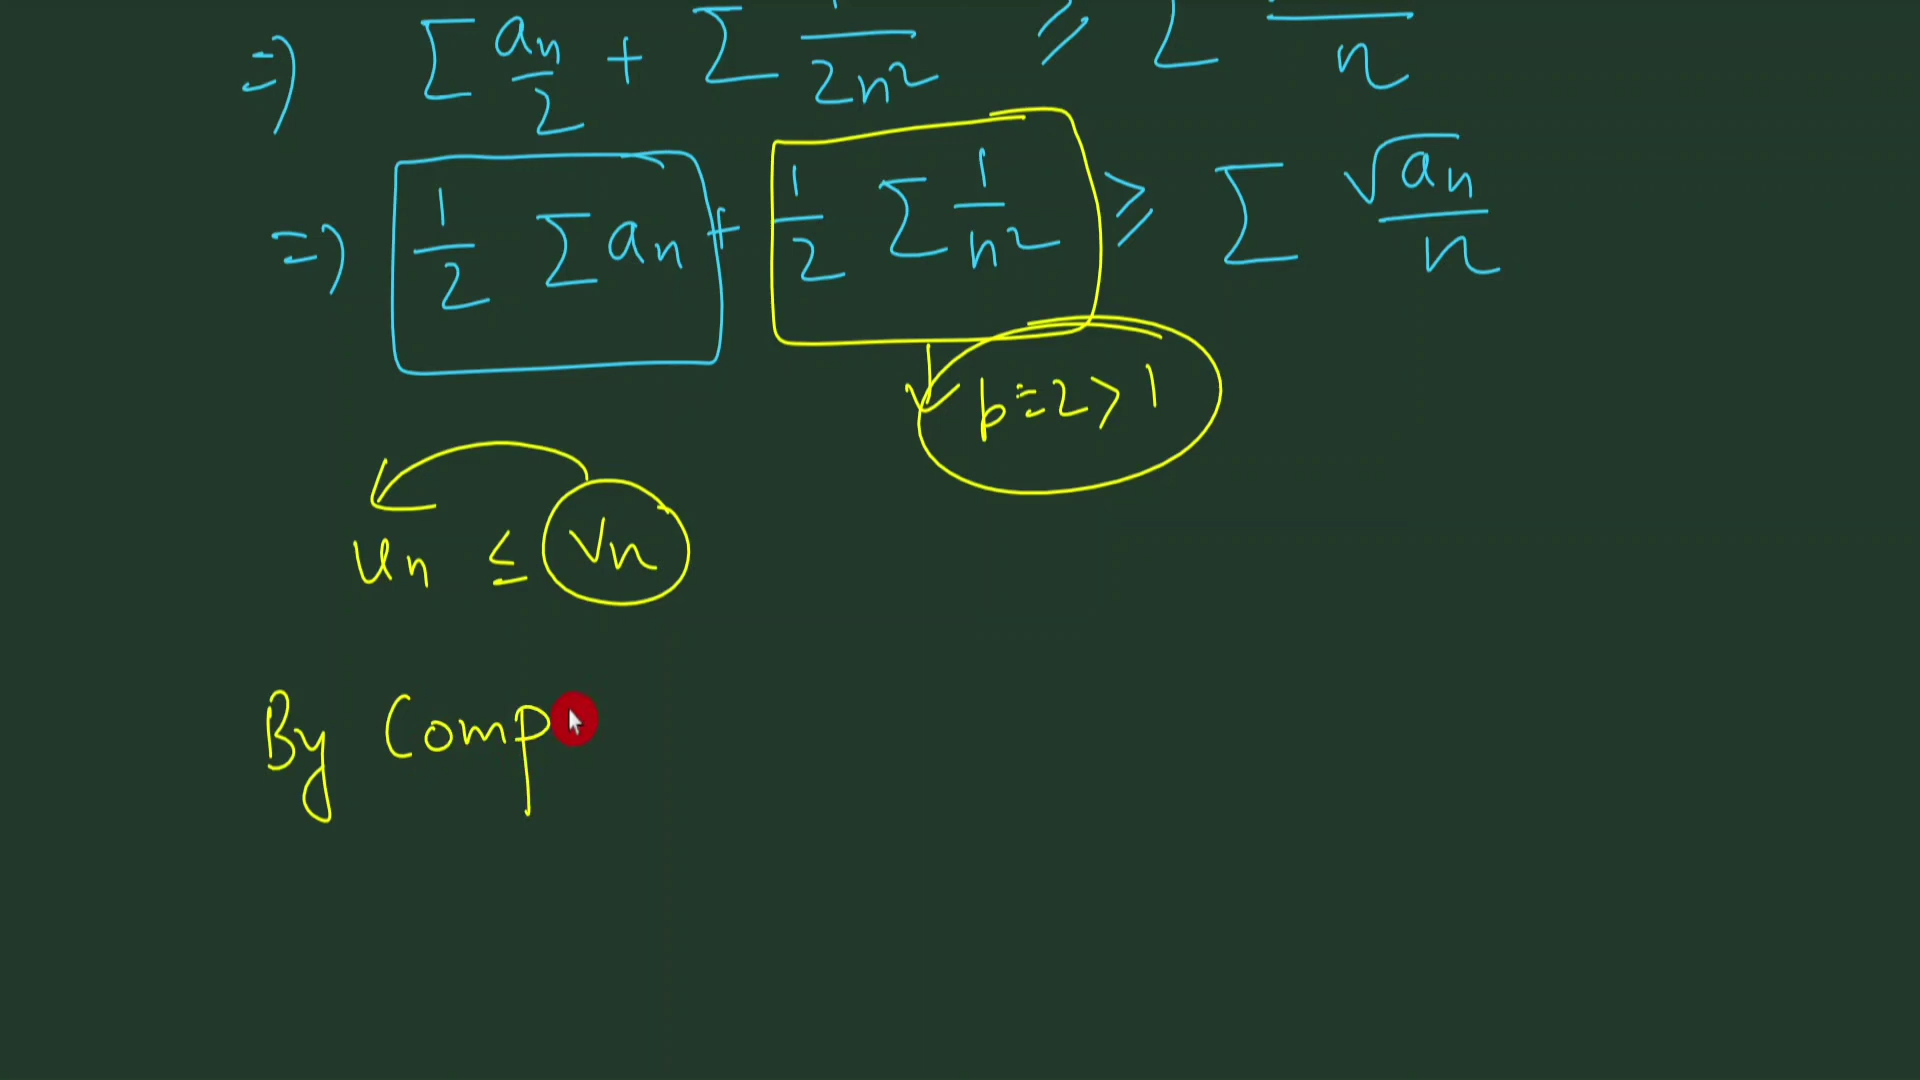 ⇒ Σ an/2 + Σ 1/2n² ≥ Σ /n
⇒ 1/2 Σ an + 1/2 Σ 1/n² ≥ Σ √an/n
p = 2 > 1
un ≤ vn
By Comp